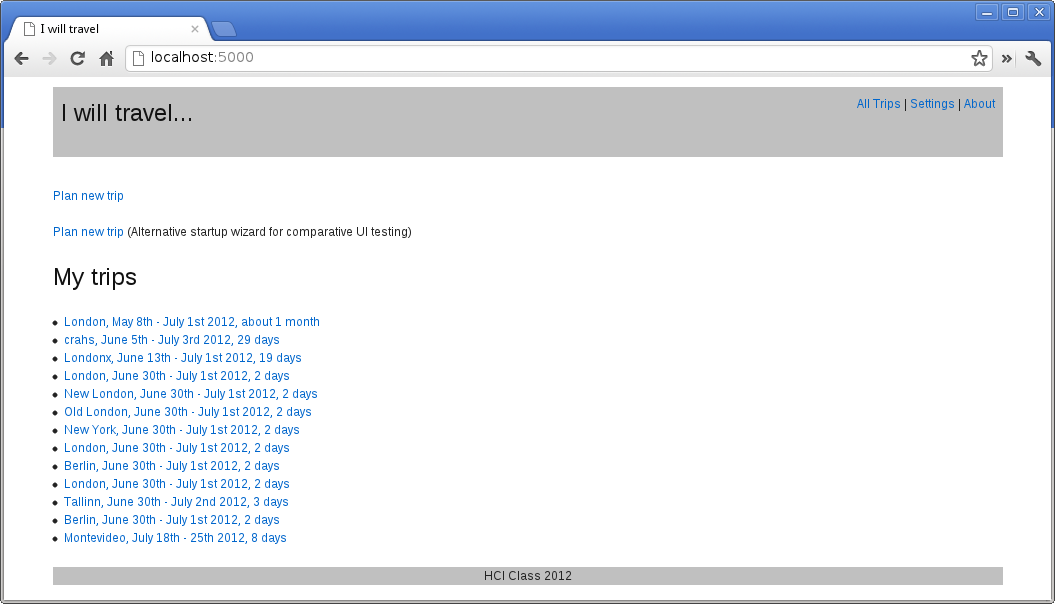 I will travel
localhost:5000
I will travel...
All Trips | Settings | About
Plan new trip
Plan new trip (Alternative startup wizard for comparative UI testing)
My trips
London, May 8th - July 1st 2012, about 1 month
crahs, June 5th - July 3rd 2012, 29 days
Londonx, June 13th - July 1st 2012, 19 days
London, June 30th - July 1st 2012, 2 days
New London, June 30th - July 1st 2012, 2 days
Old London, June 30th - July 1st 2012, 2 days
New York, June 30th - July 1st 2012, 2 days
London, June 30th - July 1st 2012, 2 days
Berlin, June 30th - July 1st 2012, 2 days
London, June 30th - July 1st 2012, 2 days
Tallinn, June 30th - July 2nd 2012, 3 days
Berlin, June 30th - July 1st 2012, 2 days
Montevideo, July 18th - 25th 2012, 8 days
HCI Class 2012